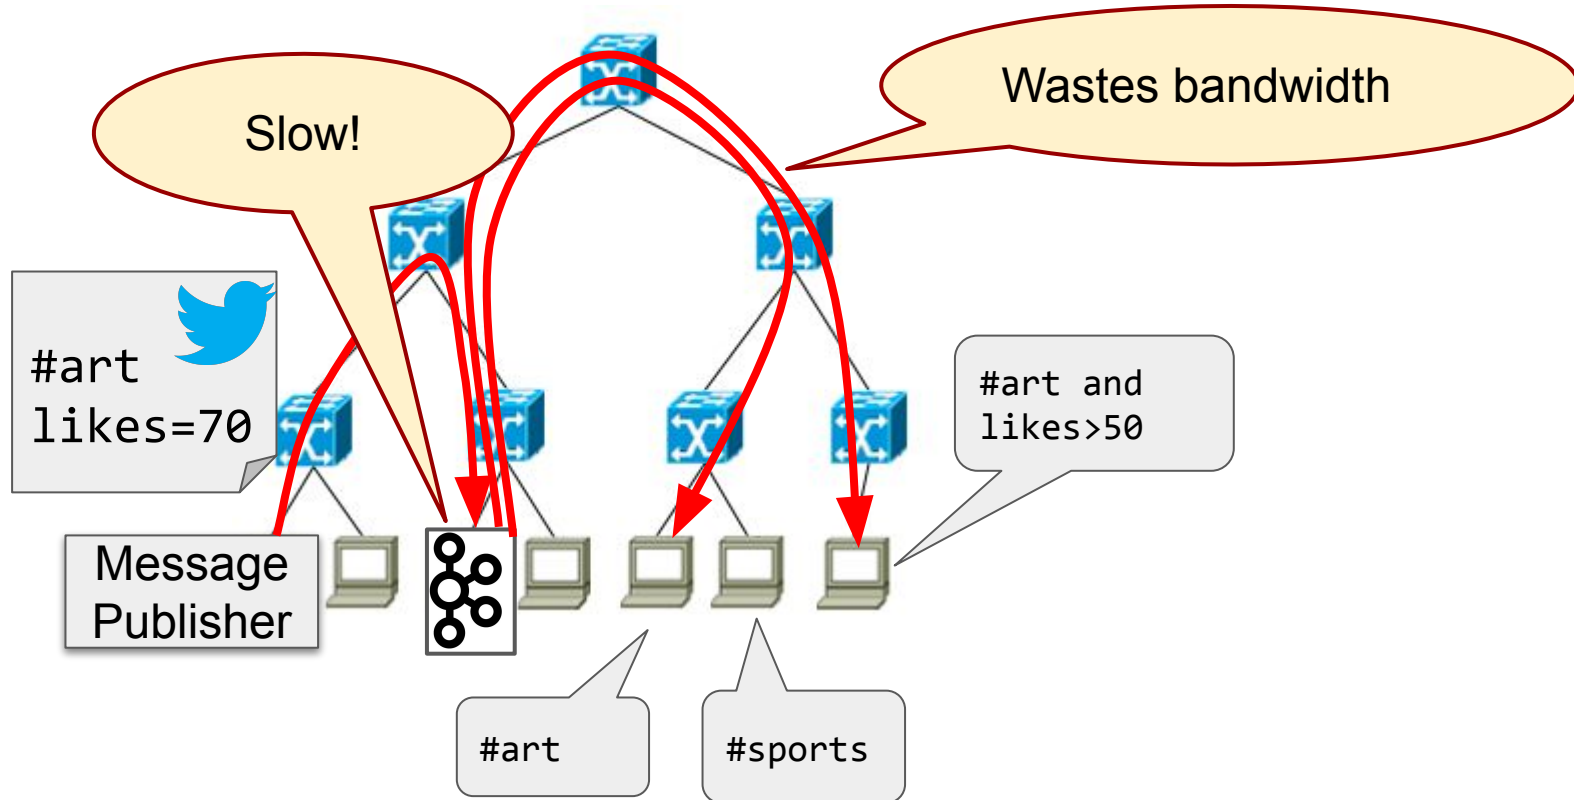 Wastes bandwidth
Slow!
#art
likes=70
#art and
likes>50
Message
Publisher
#art
#sports